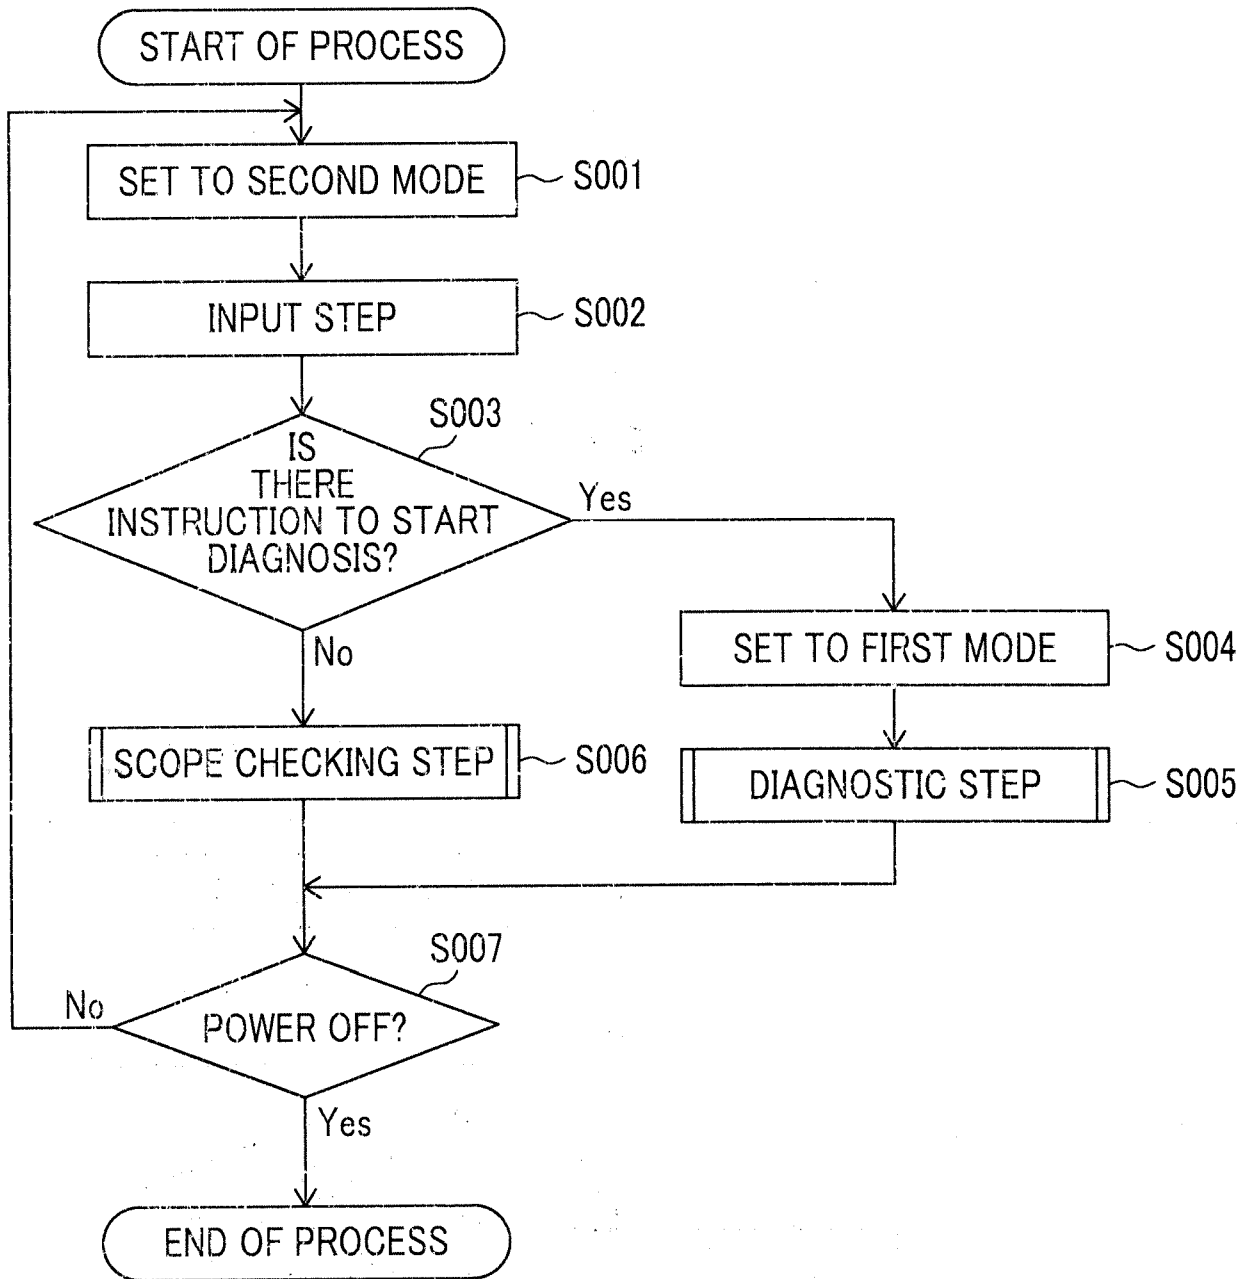 START OF PROCESS
SET TO SECOND MODE
S001
INPUT STEP
S002
S003
IS
THERE
INSTRUCTION TO START
DIAGNOSIS?
Yes
No
SET TO FIRST MODE
S004
SCOPE CHECKING STEP
S006
DIAGNOSTIC STEP
S005
S007
No
POWER OFF?
Yes
END OF PROCESS